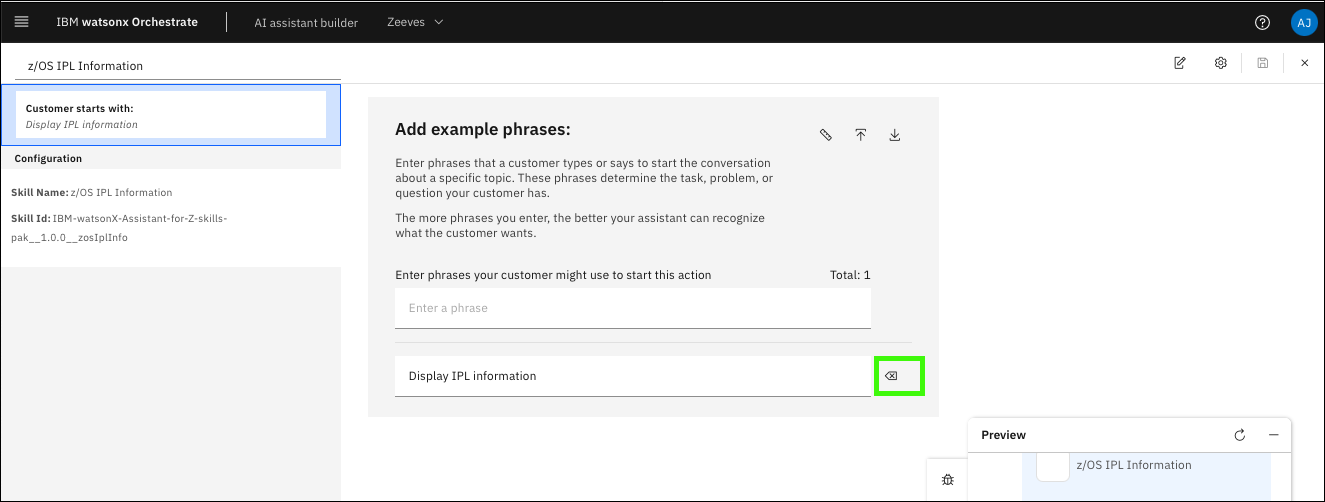 IBM watsonx Orchestrate
AI assistant builder
Zeeves
AJ
z/OS IPL Information
Customer starts with:
Display IPL information
Configuration
Skill Name: z/OS IPL Information
Skill Id: IBM-watsonX-Assistant-for-Z-skills-
pak__1.0.0__zosIplInfo
Add example phrases:
Enter phrases that a customer types or says to start the conversation
about a specific topic. These phrases determine the task, problem, or
question your customer has.
The more phrases you enter, the better your assistant can recognize
what the customer wants.
Enter phrases your customer might use to start this action
Total: 1
Enter a phrase
Display IPL information
Preview
z/OS IPL Information